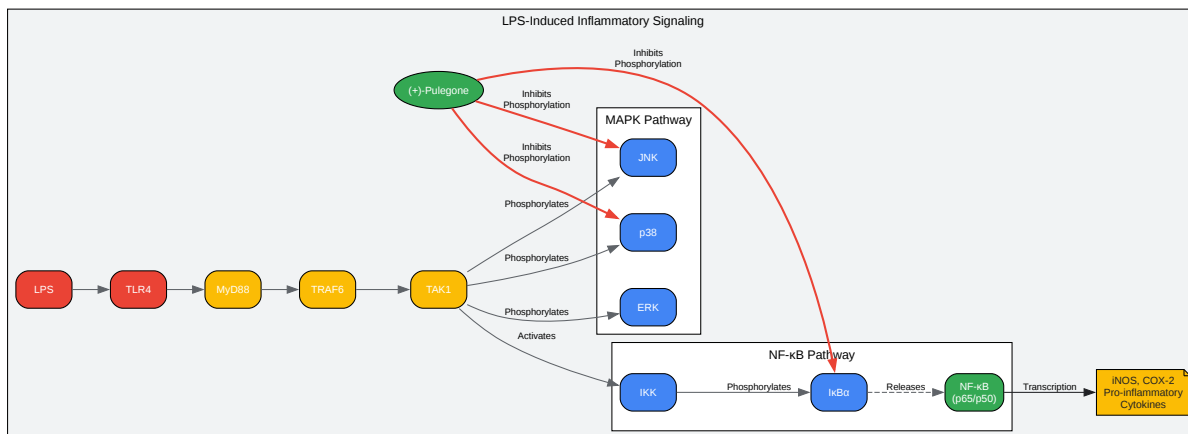 LPS-Induced Inflammatory Signaling
Inhibits
Phosphorylation
(+)-Pulegone
Inhibits
Phosphorylation
MAPK Pathway
Inhibits
Phosphorylation
JNK
Phosphorylates
p38
Phosphorylates
LPS
TLR4
MyD88
TRAF6
TAK1
Phosphorylates
ERK
Activates
NF-κB Pathway
IKK
Phosphorylates
IκBα
Releases
NF-κB
(p65/p50)
Transcription
iNOS, COX-2
Pro-inflammatory
Cytokines